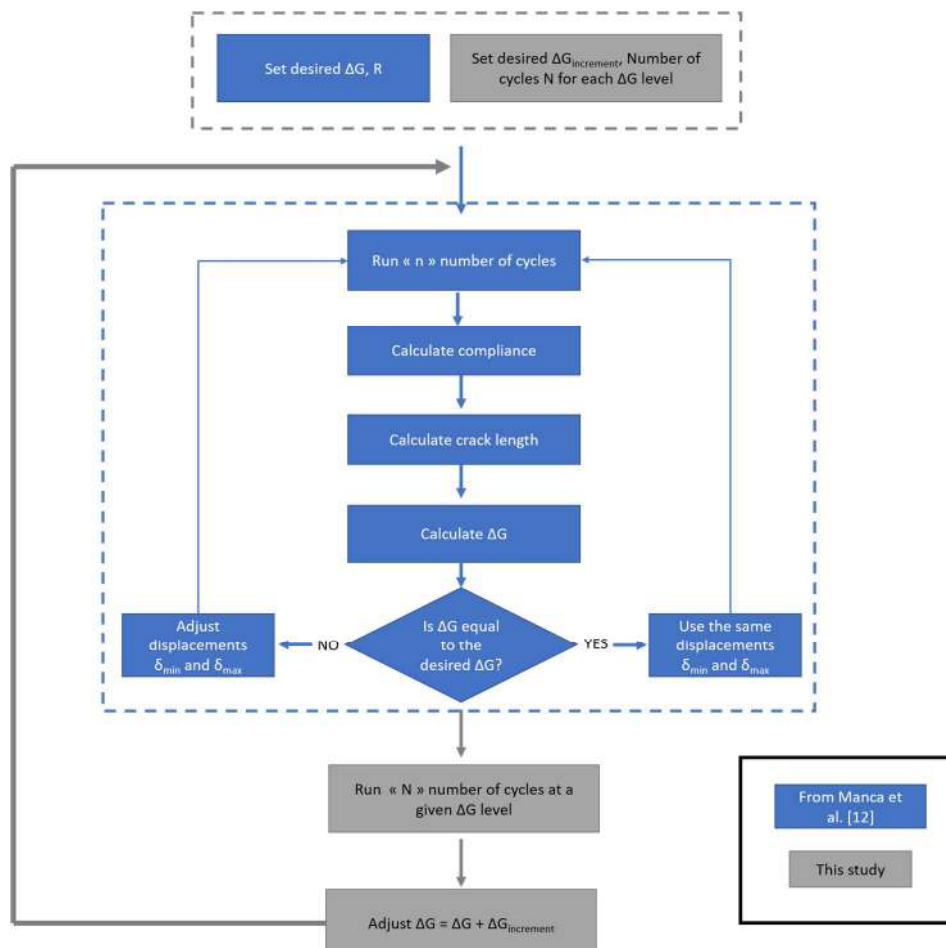 Set desired ΔG, R
Set desired ΔGincrement, Number
of cycles N for each ΔG level
Run « n » number of cycles
Calculate compliance
Calculate crack length
Calculate ΔG
Is ΔG equal
to the
desired ΔG?
NO
YES
Adjust
displacements
δmin and δmax
Use the same
displacements
δmin and δmax
Run « N » number of cycles at a
given ΔG level
Adjust ΔG = ΔG + ΔGincrement
From Manca et
al. [12]
This study